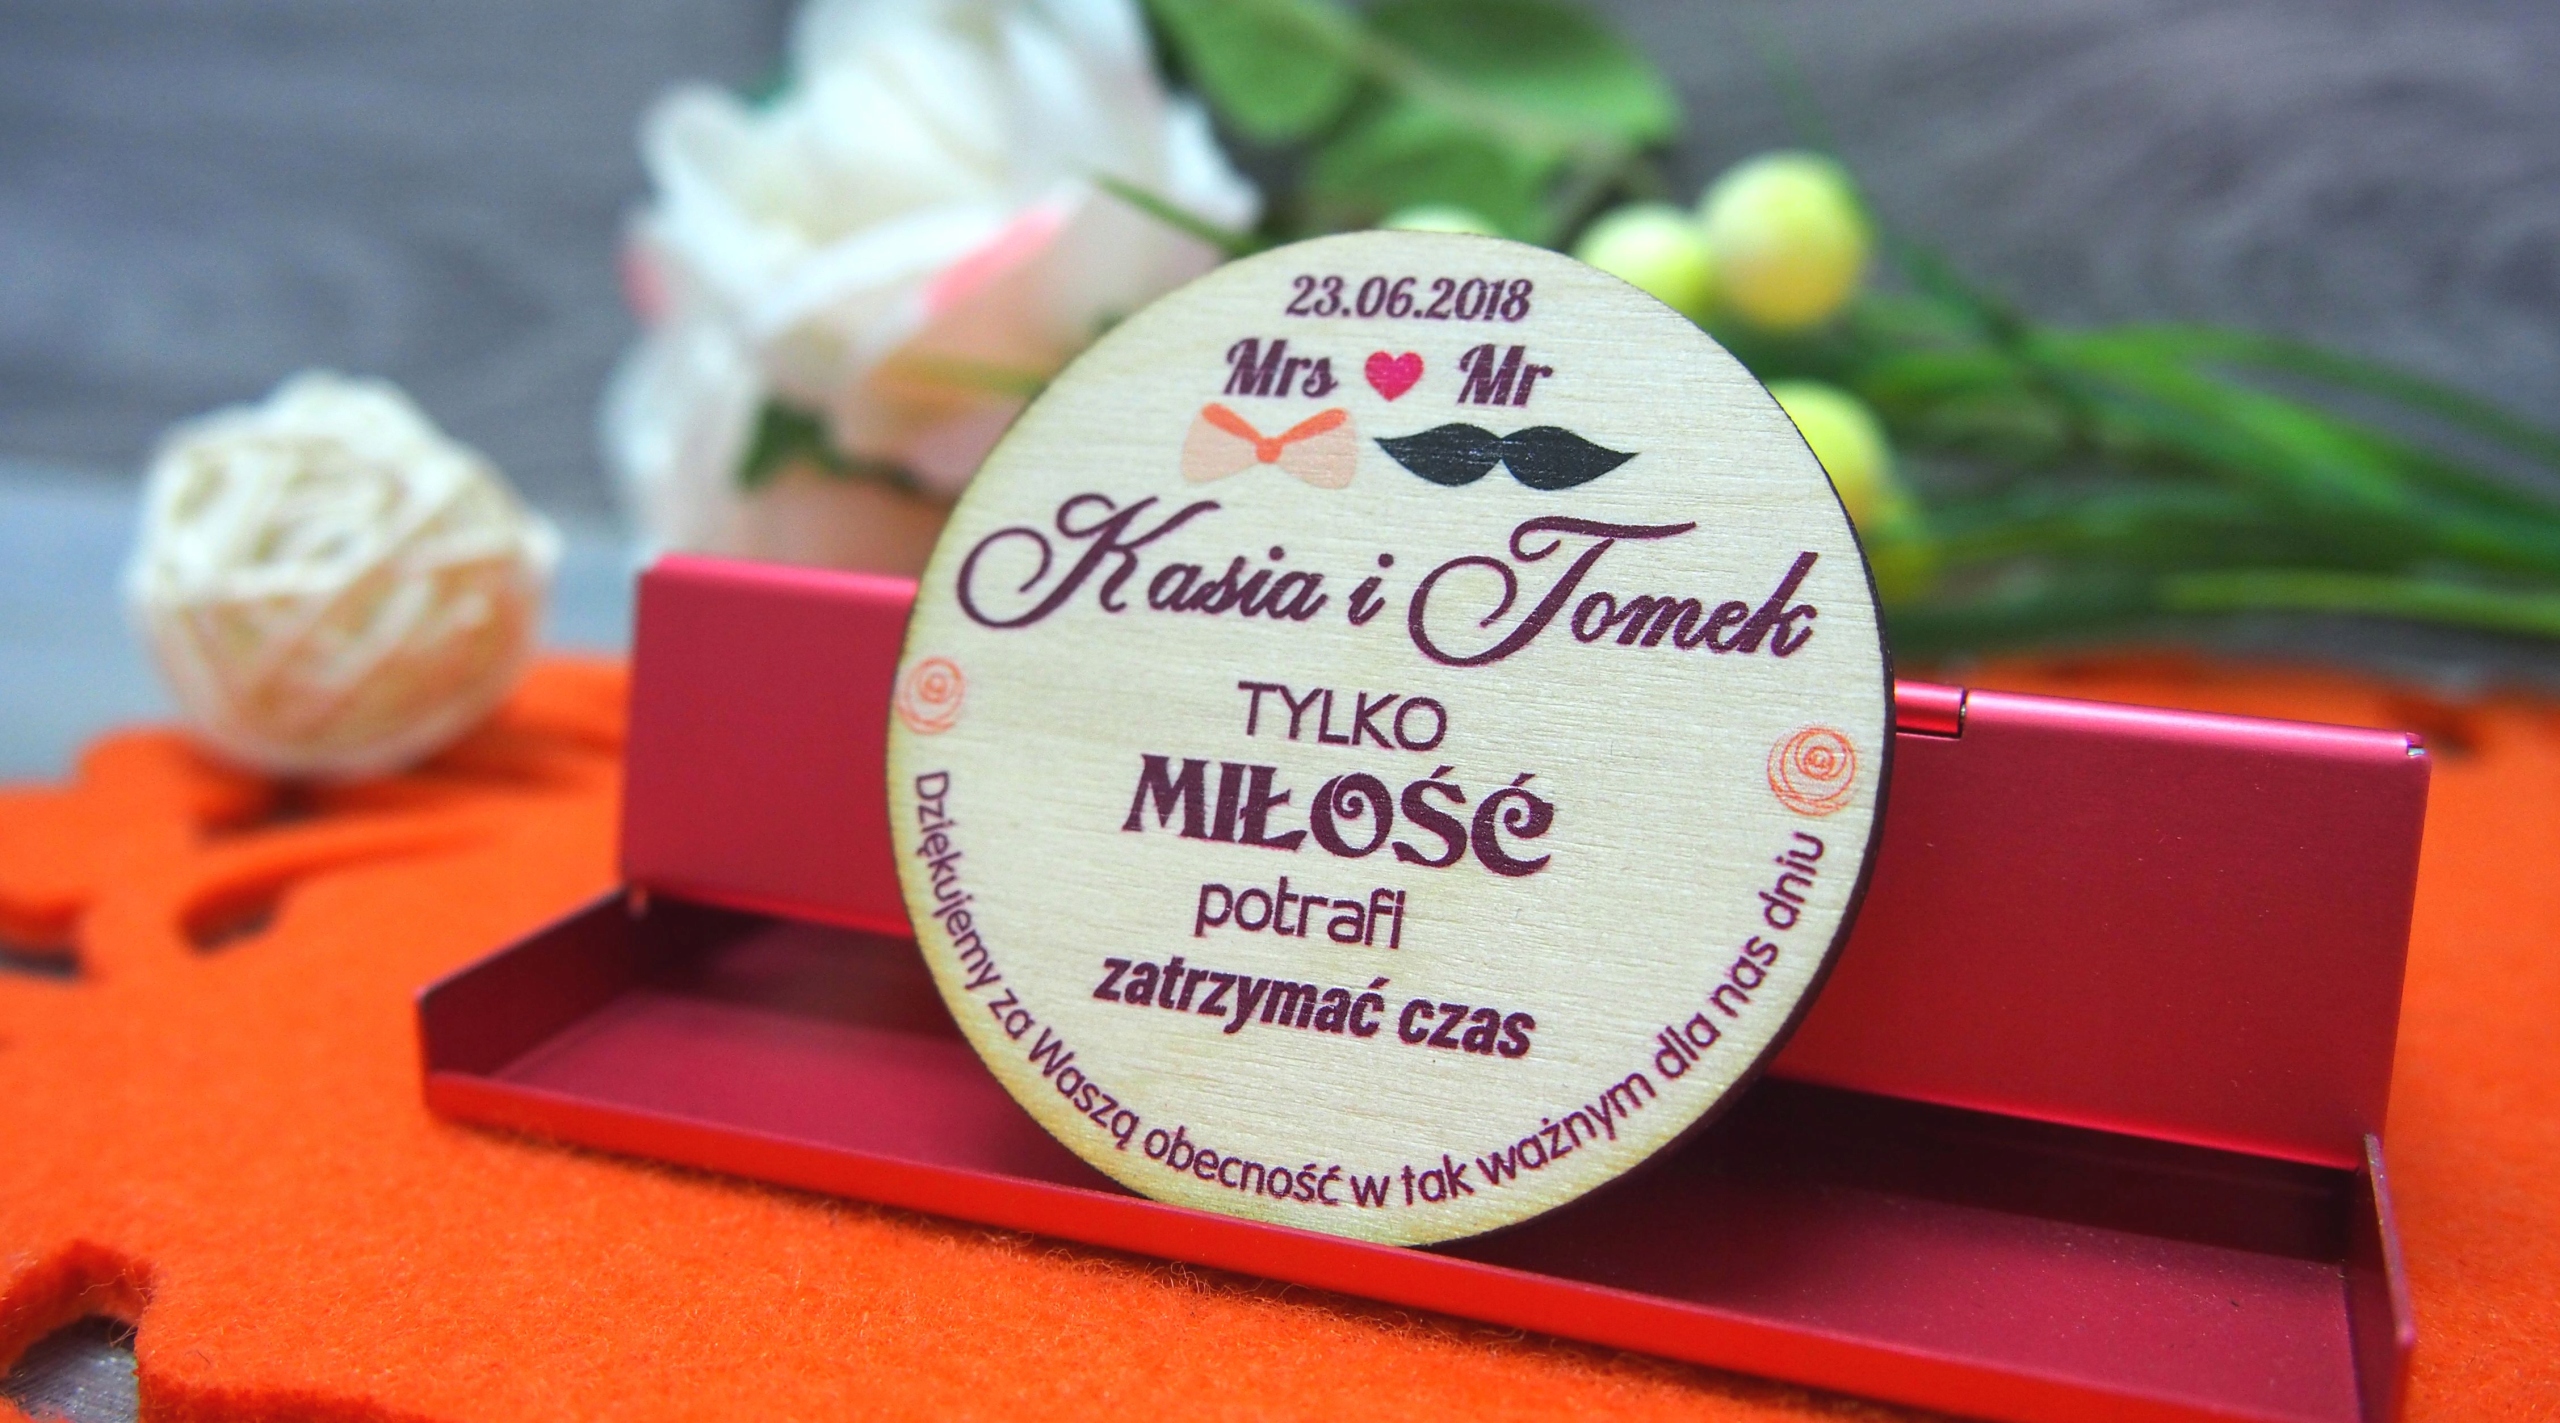 23.06.2018
Mrs Mr
Kasia i Tomek
TYLKO
MIŁOŚĆ
potrafi
zatrzymać czas
Dziękujemy za Waszą obecność w tak ważnym dla nas dniu